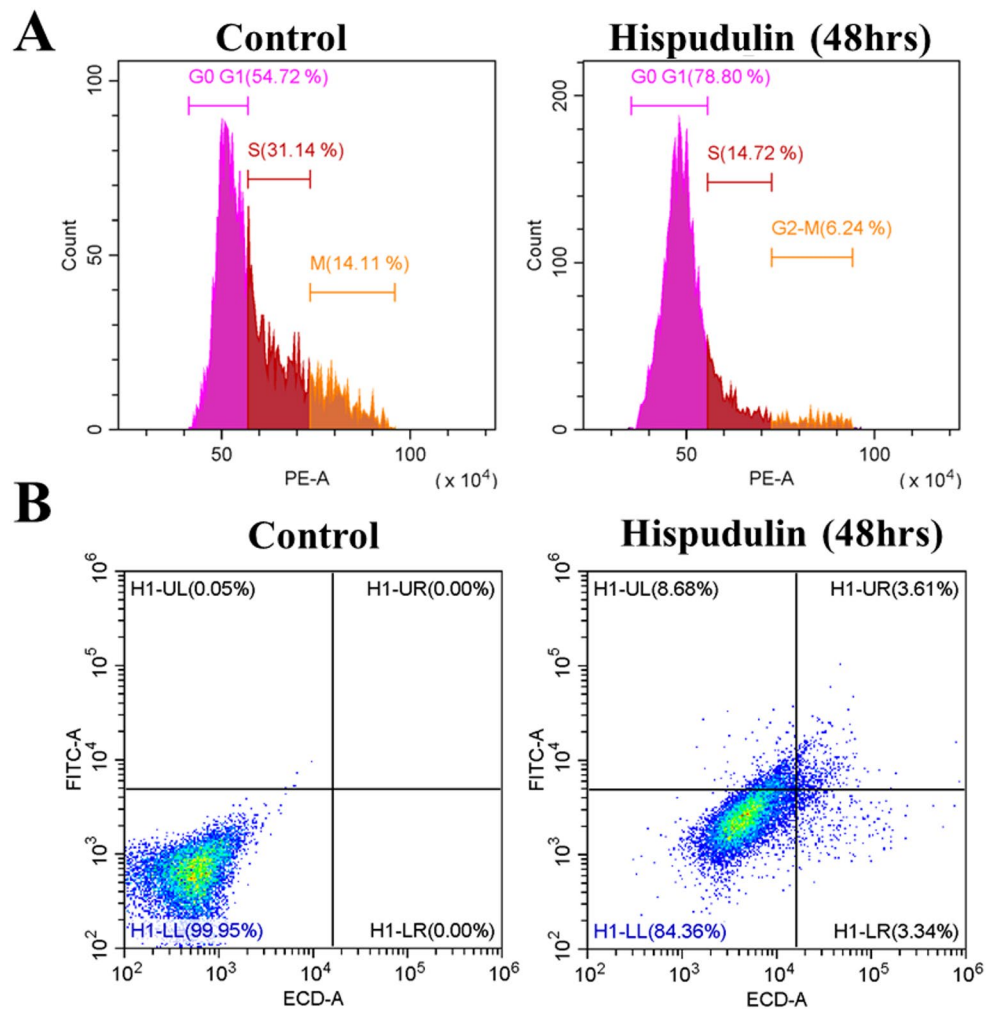 A
Control
Hispudulin (48hrs)
G0 G1(54.72 %)
S(31.14 %)
M(14.11 %)
Count
0
50
100
50
100
PE-A
(x 10⁴)
G0 G1(78.80 %)
S(14.72 %)
G2-M(6.24 %)
Count
0
100
200
50
100
PE-A
(x 10⁴)
B
Control
Hispudulin (48hrs)
H1-UL(0.05%)
H1-UR(0.00%)
H1-LL(99.95%)
H1-LR(0.00%)
FITC-A
10⁶
10⁵
10⁴
10³
10²
10² 10³ 10⁴ 10⁵ 10⁶
ECD-A
H1-UL(8.68%)
H1-UR(3.61%)
H1-LL(84.36%)
H1-LR(3.34%)
FITC-A
10⁶
10⁵
10⁴
10³
10²
10² 10³ 10⁴ 10⁵ 10⁶
ECD-A